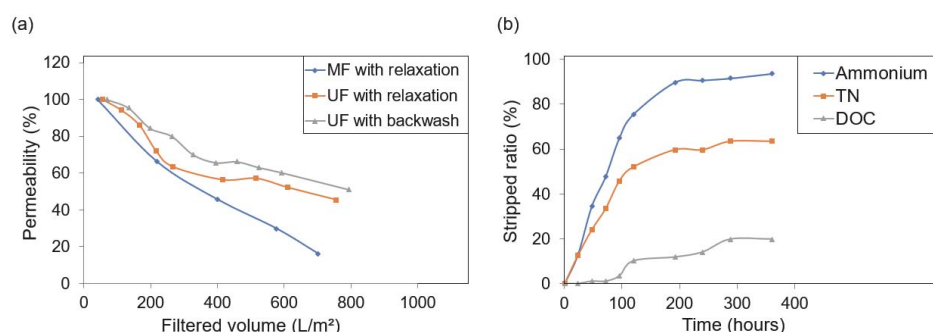 (a)
120
100
80
60
40
20
0
Permeability (%)
0 200 400 600 800 1000
Filtered volume (L/m²)
MF with relaxation
UF with relaxation
UF with backwash
(b)
100
80
60
40
20
0
Stripped ratio (%)
0 100 200 300 400
Time (hours)
Ammonium
TN
DOC